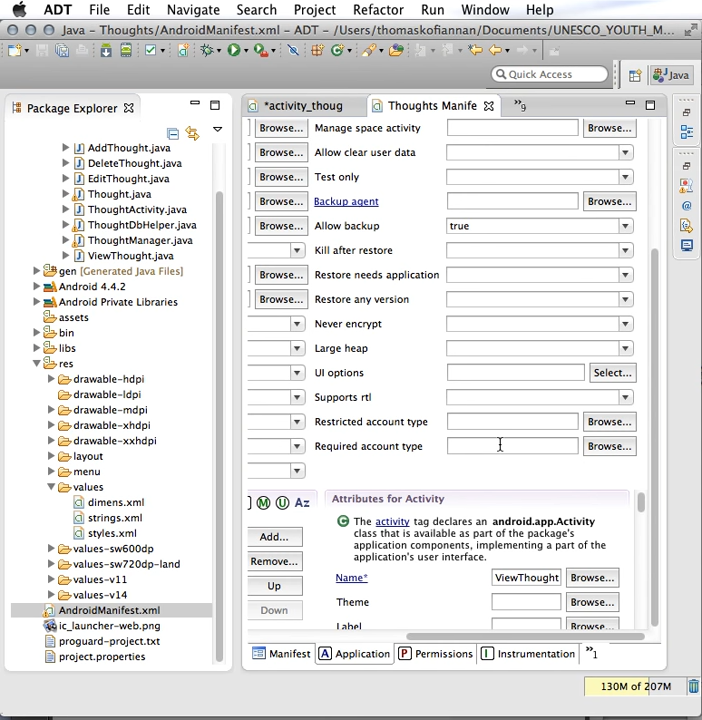 ADT File Edit Navigate Search Project Refactor Run Window Help
Java – Thoughts/AndroidManifest.xml – ADT – /Users/thomaskofiannan/Documents/UNESCO_YOUTH_M...
Quick Access
Java
Package Explorer
AddThought.java
DeleteThought.java
EditThought.java
Thought.java
ThoughtActivity.java
ThoughtDbHelper.java
ThoughtManager.java
ViewThought.java
gen [Generated Java Files]
Android 4.4.2
Android Private Libraries
assets
bin
libs
res
drawable-hdpi
drawable-ldpi
drawable-mdpi
drawable-xhdpi
drawable-xxhdpi
layout
menu
values
dimens.xml
strings.xml
styles.xml
values-sw600dp
values-sw720dp-land
values-v11
values-v14
AndroidManifest.xml
ic_launcher-web.png
proguard-project.txt
project.properties
*activity_thoug
Thoughts Manife
»9
Browse... Manage space activity Browse...
Browse... Allow clear user data
Browse... Test only
Browse... Backup agent Browse...
Browse... Allow backup true
Kill after restore
Browse... Restore needs application
Browse... Restore any version
Never encrypt
Large heap
UI options Select...
Supports rtl
Restricted account type Browse...
Required account type Browse...
M U Az
Add...
Remove...
Up
Down
Attributes for Activity
C The activity tag declares an android.app.Activity
class that is available as part of the package's
application components, implementing a part of the
application's user interface.
Name* ViewThought Browse...
Theme Browse...
Label Browse...
Manifest A Application P Permissions I Instrumentation »1
130M of 207M